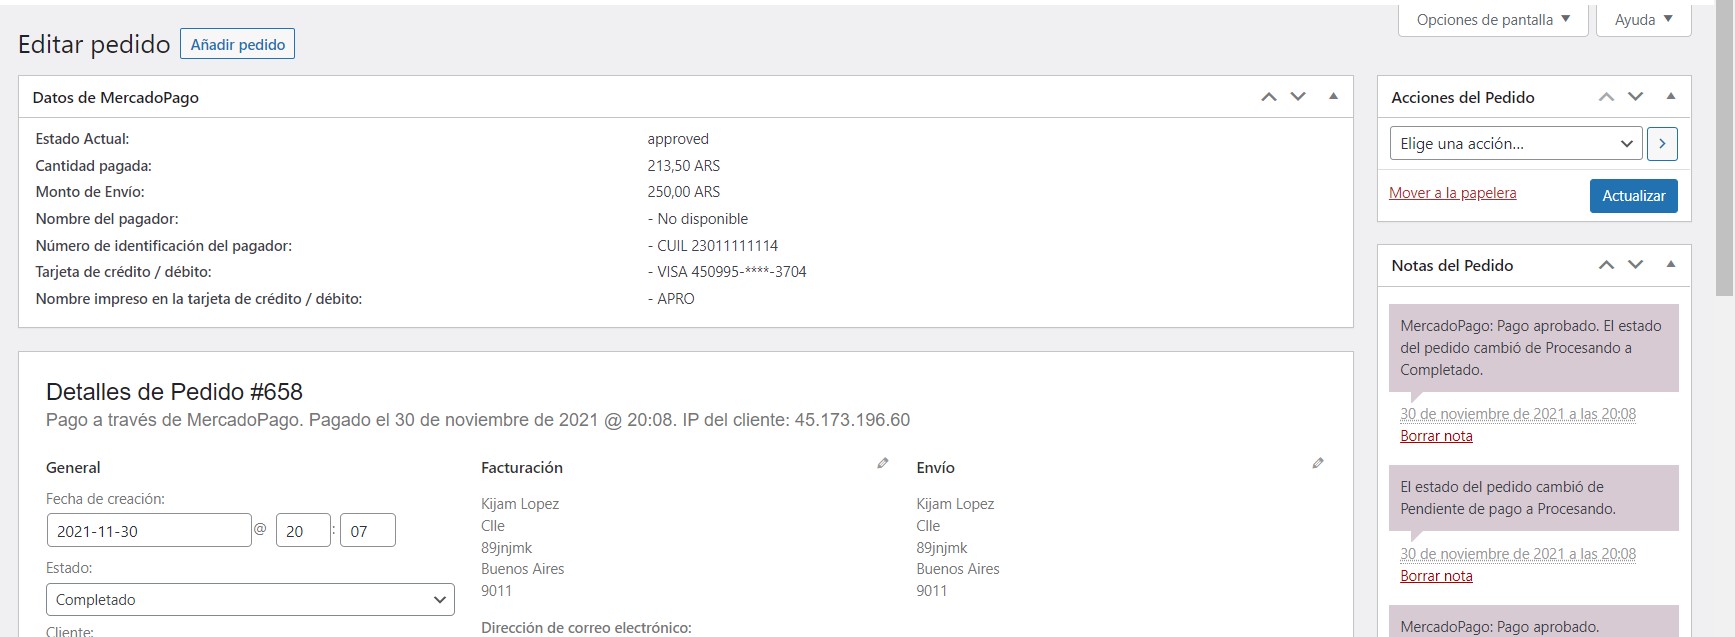 Opciones de pantalla
Ayuda
Editar pedido
Añadir pedido
Datos de MercadoPago
Estado Actual: approved
Cantidad pagada: 213,50 ARS
Monto de Envío: 250,00 ARS
Nombre del pagador: - No disponible
Número de identificación del pagador: - CUIL 23011111114
Tarjeta de crédito / débito: - VISA 450995-****-3704
Nombre impreso en la tarjeta de crédito / débito: - APRO
Detalles de Pedido #658
Pago a través de MercadoPago. Pagado el 30 de noviembre de 2021 @ 20:08. IP del cliente: 45.173.196.60
General
Fecha de creación:
2021-11-30 @ 20 : 07
Estado:
Completado
Cliente:
Facturación
Kijam Lopez
Clle
89jnjmk
Buenos Aires
9011
Dirección de correo electrónico:
Envío
Kijam Lopez
Clle
89jnjmk
Buenos Aires
9011
Acciones del Pedido
Elige una acción...
Mover a la papelera
Actualizar
Notas del Pedido
MercadoPago: Pago aprobado. El estado
del pedido cambió de Procesando a
Completado.
30 de noviembre de 2021 a las 20:08
Borrar nota
El estado del pedido cambió de
Pendiente de pago a Procesando.
30 de noviembre de 2021 a las 20:08
Borrar nota
MercadoPago: Pago aprobado.